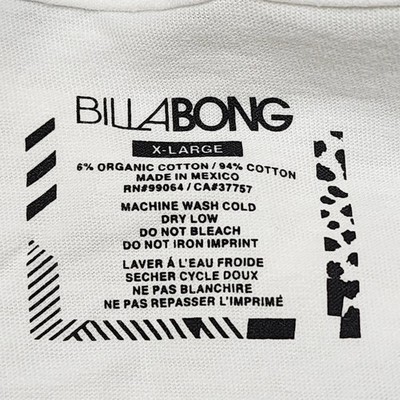 BILLABONG
X-LARGE
6% ORGANIC COTTON / 94% COTTON
MADE IN MEXICO
RN#99064 / CA#37757
MACHINE WASH COLD
DRY LOW
DO NOT BLEACH
DO NOT IRON IMPRINT
LAVER Á L'EAU FROIDE
SECHER CYCLE DOUX
NE PAS BLANCHIRE
NE PAS REPASSER L'IMPRIMÉ